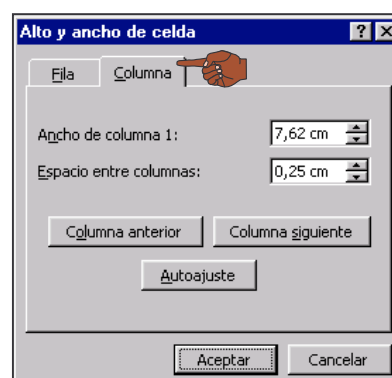 Alto y ancho de celda
Fila Columna
Ancho de columna 1: 7,62 cm
Espacio entre columnas: 0,25 cm
Columna anterior Columna siguiente
Autoajuste
Aceptar Cancelar